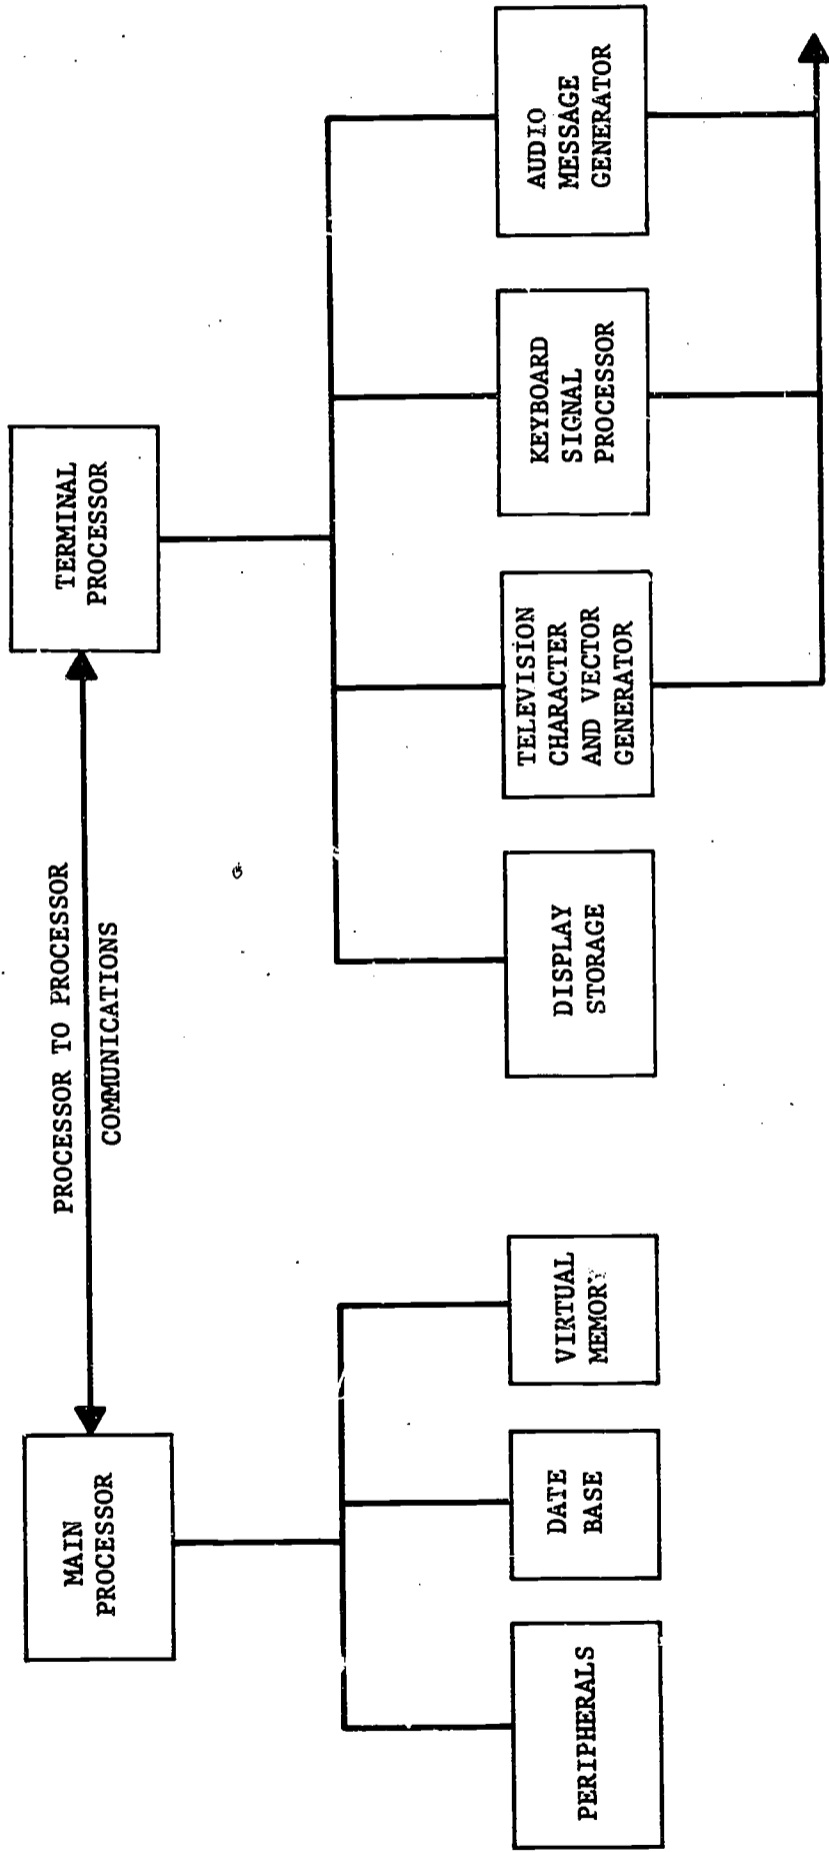 PROCESSOR TO PROCESSOR
COMMUNICATIONS
MAIN
PROCESSOR
TERMINAL
PROCESSOR
PERIPHERALS
DATE
BASE
VIRTUAL
MEMORY
DISPLAY
STORAGE
TELEVISION
CHARACTER
AND VECTOR
GENERATOR
KEYBOARD
SIGNAL
PROCESSOR
AUDIO
MESSAGE
GENERATOR